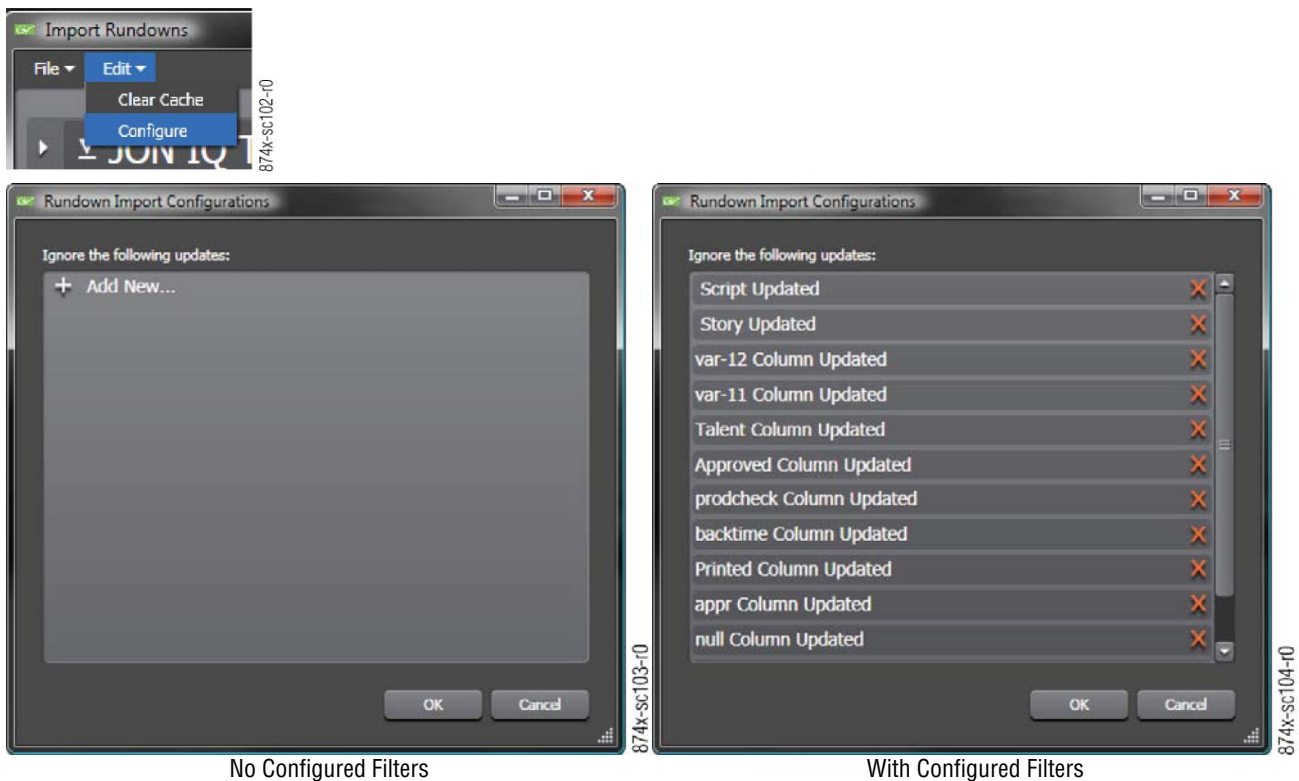 Import Rundowns
File Edit
Clear Cache
Configure
JON IQ T
874x-sc102-r0
Rundown Import Configurations
Ignore the following updates:
+ Add New...
OK Cancel
874x-sc103-r0
No Configured Filters
Rundown Import Configurations
Ignore the following updates:
Script Updated
Story Updated
var-12 Column Updated
var-11 Column Updated
Talent Column Updated
Approved Column Updated
prodcheck Column Updated
backtime Column Updated
Printed Column Updated
appr Column Updated
null Column Updated
OK Cancel
874x-sc104-r0
With Configured Filters